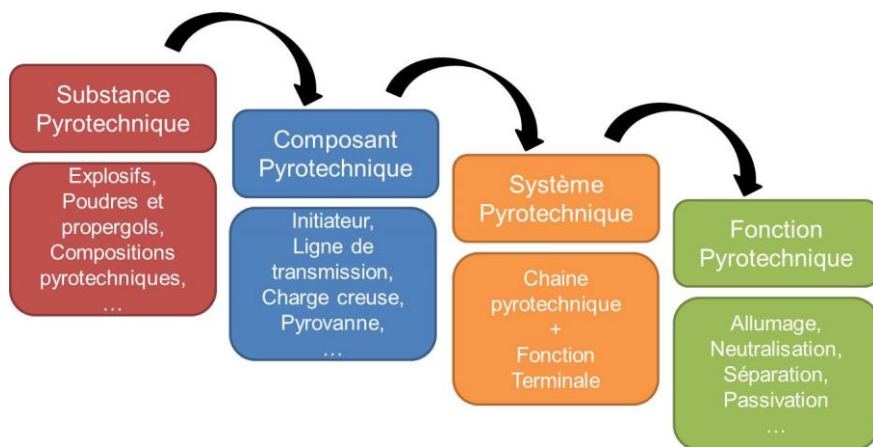 Substance
Pyrotechnique
Explosifs,
Poudres et
propergols,
Compositions
pyrotechniques,
…
Composant
Pyrotechnique
Initiateur,
Ligne de
transmission,
Charge creuse,
Pyrovanne,
…
Système
Pyrotechnique
Chaine
pyrotechnique
+
Fonction
Terminale
Fonction
Pyrotechnique
Allumage,
Neutralisation,
Séparation,
Passivation
…